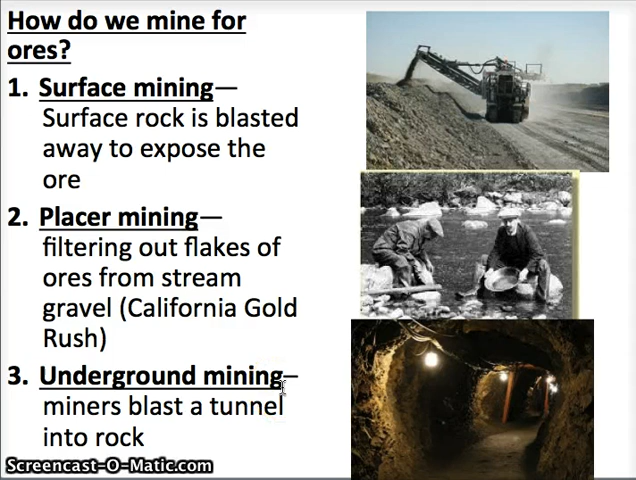 How do we mine for
ores?
1. Surface mining—
Surface rock is blasted
away to expose the
ore
2. Placer mining—
filtering out flakes of
ores from stream
gravel (California Gold
Rush)
3. Underground mining–
miners blast a tunnel
into rock
Screencast-O-Matic.com